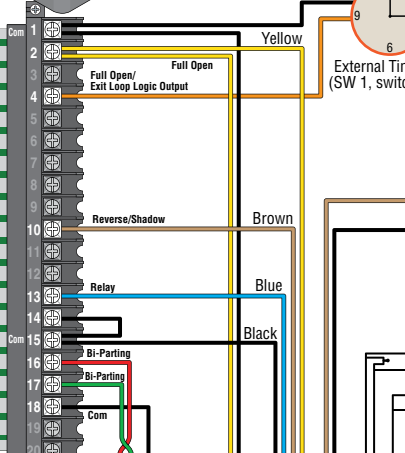 9
Com 1
Yellow
6
2
Full Open
External Ti
3
Full Open/
(SW 1, switc
4
Exit Loop Logic Output
5
6
7
8
9
Reverse/Shadow
Brown
10
11
12
Relay
Blue
13
14
Com 15
Black
Bi-Parting
16
Bi-Parting
17
18
Com
19
20